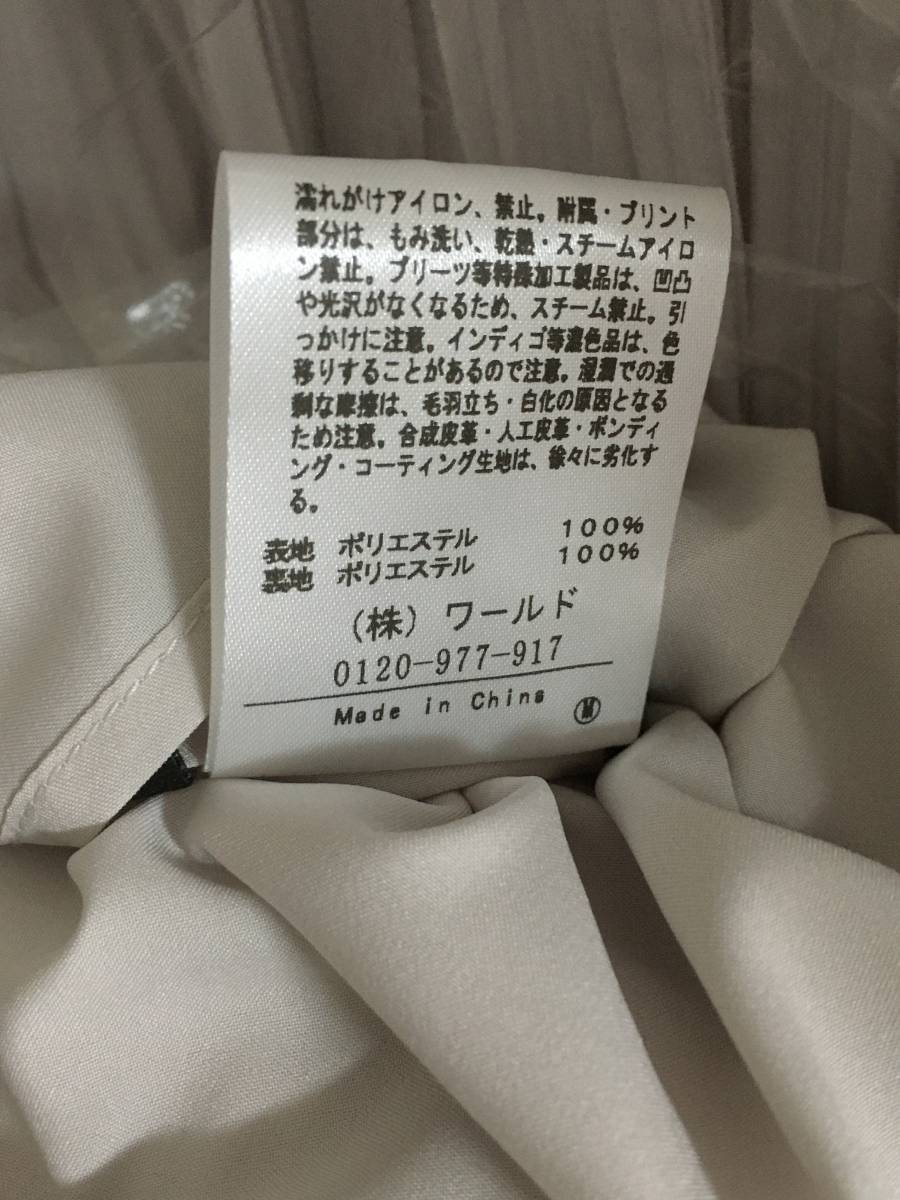 濡れがけアイロン、禁止。附属・プリント
部分は、もみ洗い、乾熱・スチームアイロ
ン禁止。プリーツ等特殊加工製品は、凹凸
や光沢がなくなるため、スチーム禁止。引
っかけに注意。インディゴ等濃色品は、色
移りすることがあるので注意。湿潤での過
剰な摩擦は、毛羽立ち・白化の原因となる
ため注意。合成皮革・人工皮革・ボンディ
ング・コーティング生地は、徐々に劣化す
る。
表地 ポリエステル 100%
裏地 ポリエステル 100%
(株) ワールド
0120-977-917
Made in China Ⓜ